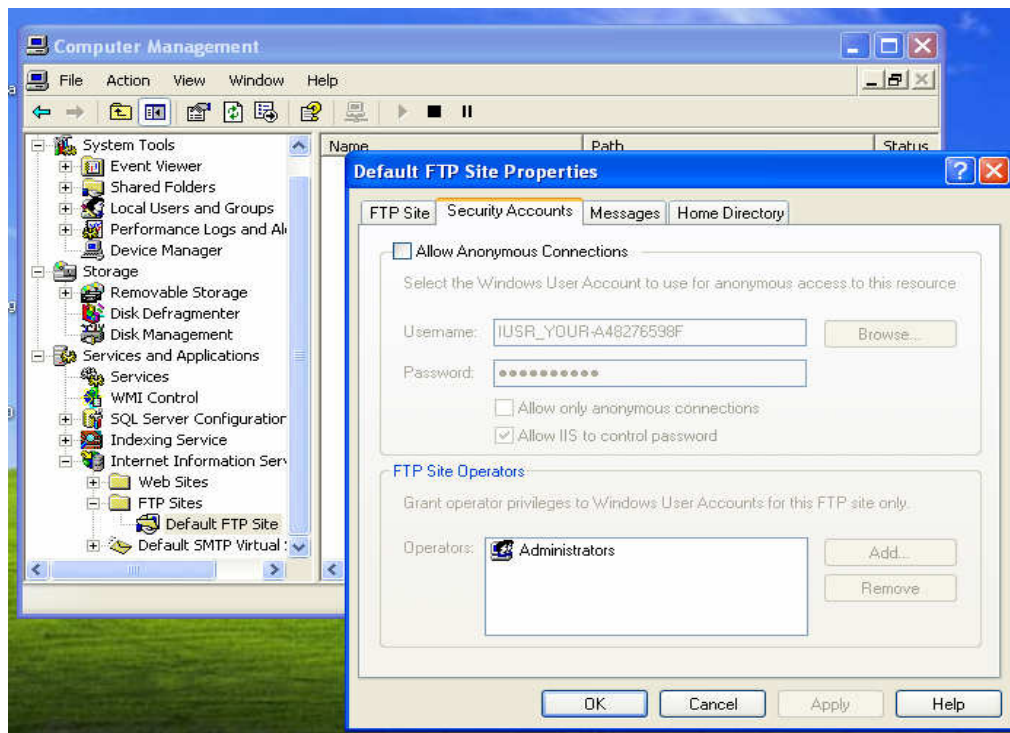 Computer Management
File Action View Window Help
System Tools
Event Viewer
Shared Folders
Local Users and Groups
Performance Logs and Al
Device Manager
Storage
Removable Storage
Disk Defragmenter
Disk Management
Services and Applications
Services
WMI Control
SQL Server Configuration
Indexing Service
Internet Information Serv
Web Sites
FTP Sites
Default FTP Site
Default SMTP Virtual
Name Path Status
Default FTP Site Properties
FTP Site Security Accounts Messages Home Directory
Allow Anonymous Connections
Select the Windows User Account to use for anonymous access to this resource
Username: IUSR_YOUR-A48276598F Browse...
Password: ●●●●●●●●●●
Allow only anonymous connections
Allow IIS to control password
FTP Site Operators
Grant operator privileges to Windows User Accounts for this FTP site only.
Operators: Administrators Add...
Remove
OK Cancel Apply Help